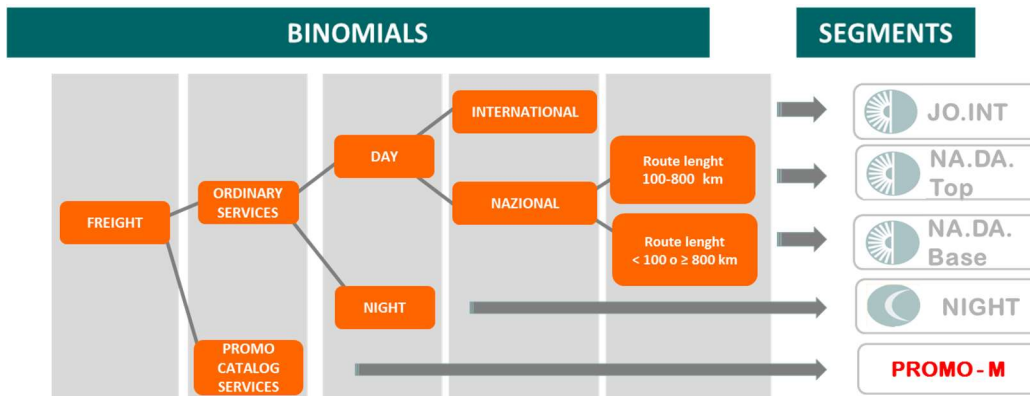 BINOMIALS
SEGMENTS
INTERNATIONAL
JO.INT
DAY
Route lenght
100-800 km
NA.DA.
Top
ORDINARY
SERVICES
NAZIONAL
FREIGHT
Route lenght
< 100 o ≥ 800 km
NA.DA.
Base
NIGHT
NIGHT
PROMO
CATALOG
SERVICES
PROMO - M